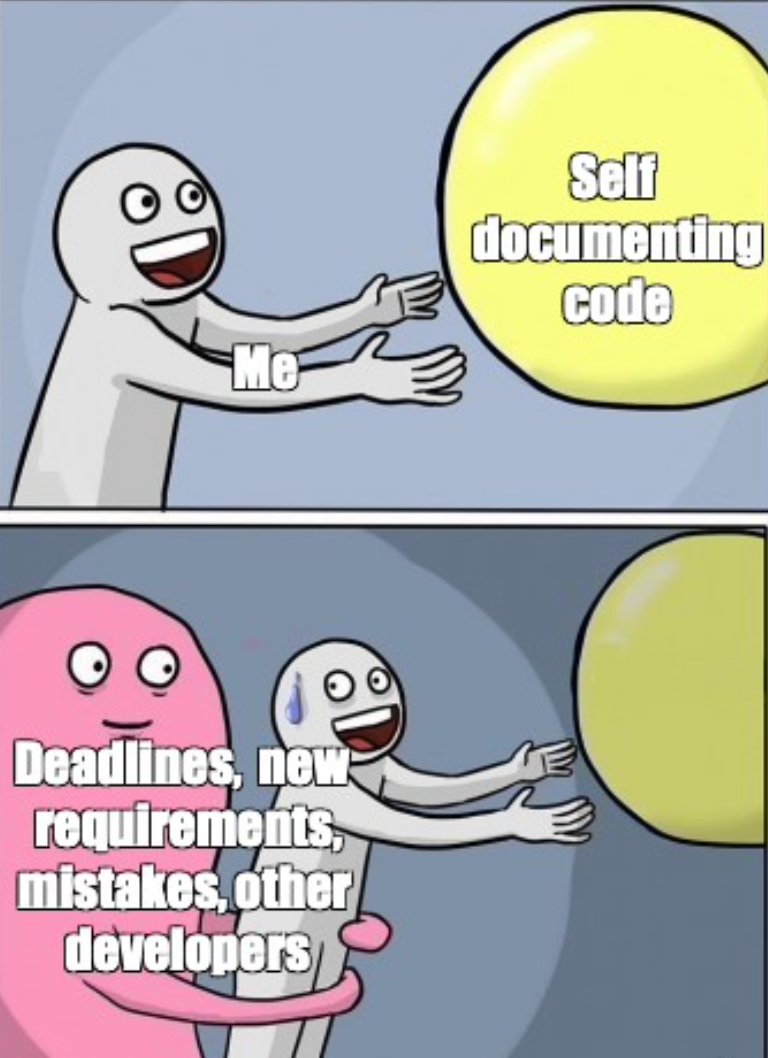 Self
documenting
code
Me
Deadlines, new
requirements,
mistakes, other
developers